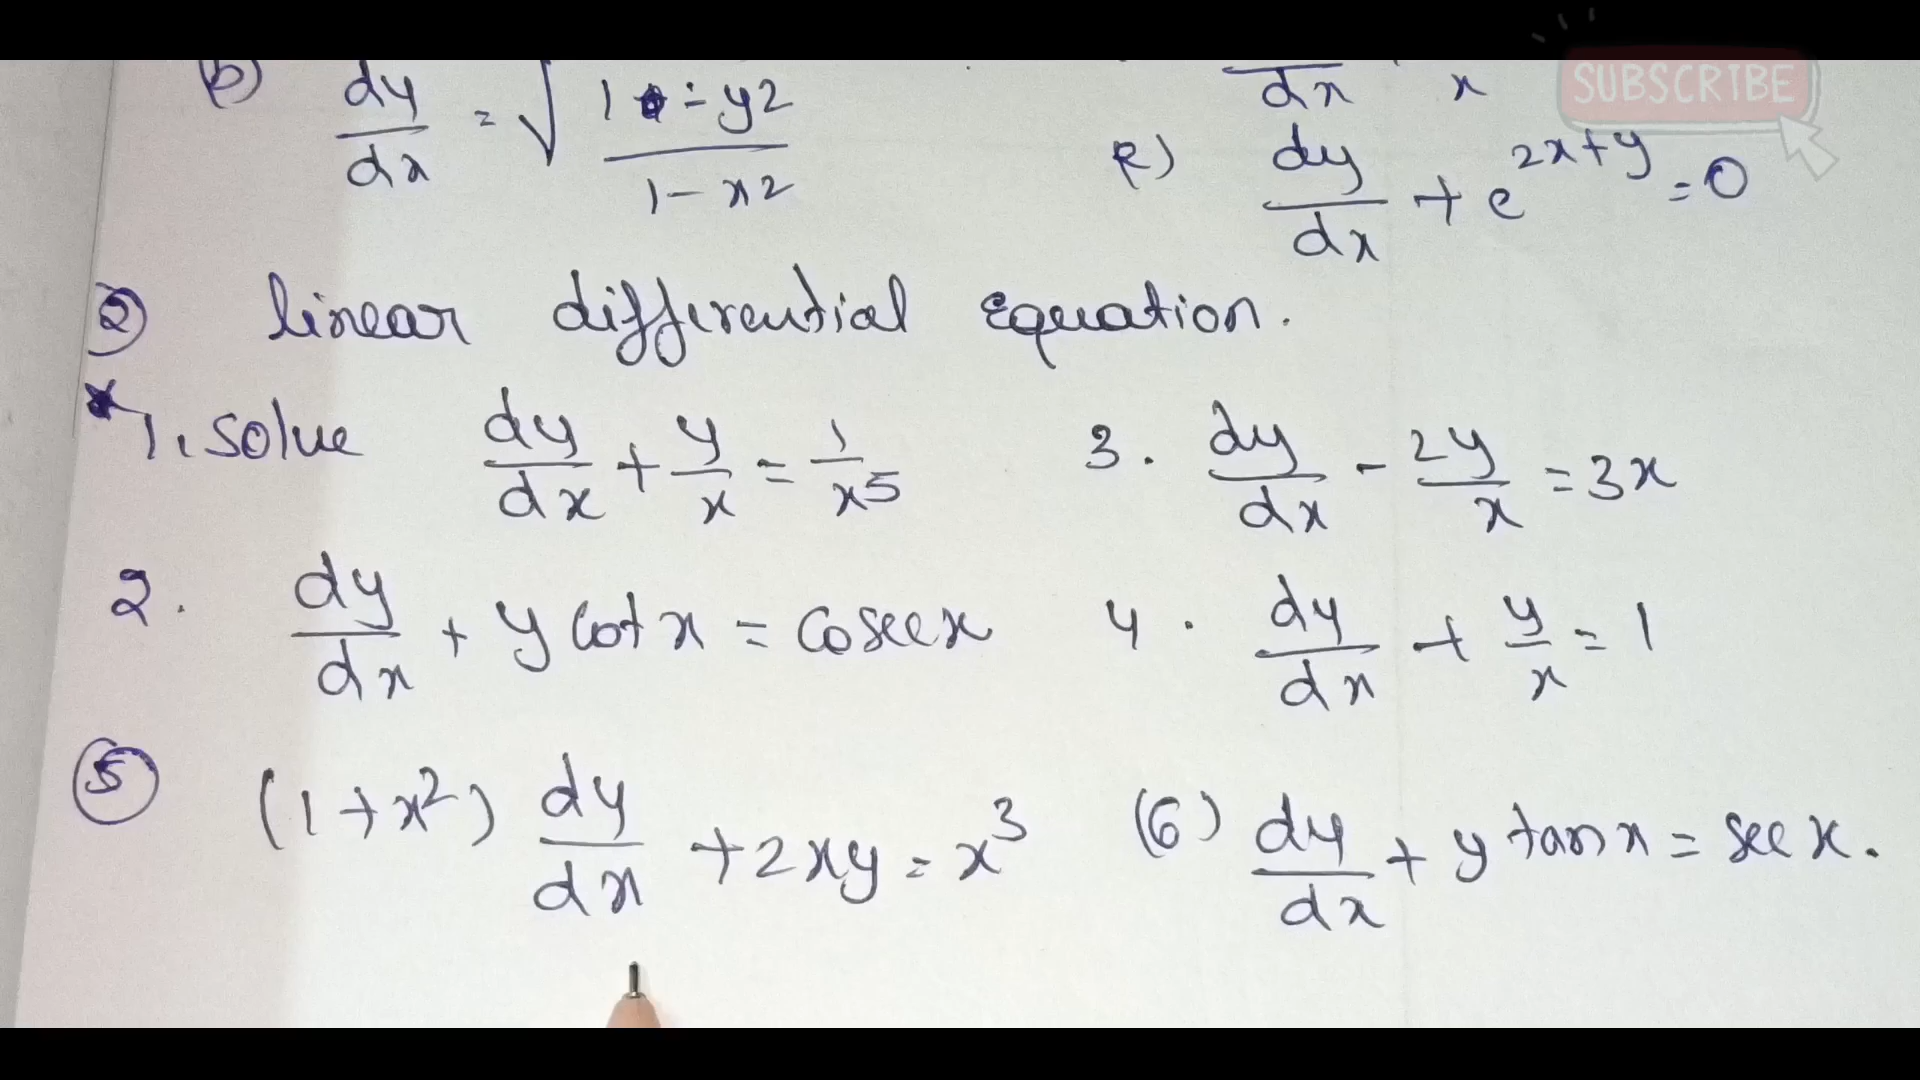 (b) dy/dx = √(1 - y2 / 1 - x2)
dx x
SUBSCRIBE
dy/dx + e^(2x+y) = 0
② linear differential equation.
* 1. solve dy/dx + y/x = 1/x5
3. dy/dx - 2y/x = 3x
2. dy/dx + y cot x = cosec x
4. dy/dx + y/x = 1
⑤ (1+x²) dy/dx + 2xy = x³
(6) dy/dx + y tan x = sec x.